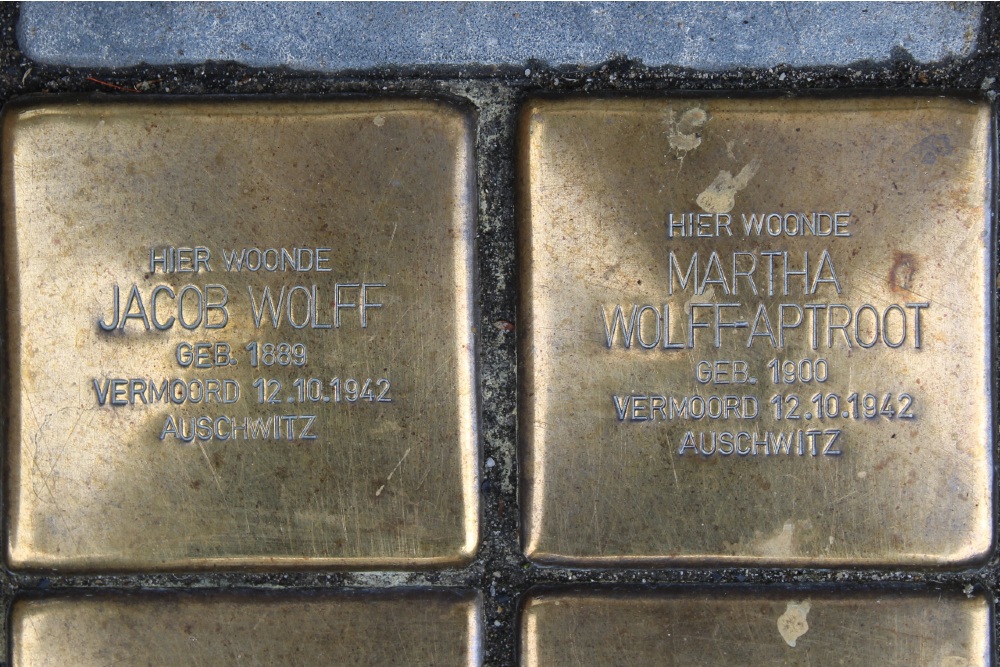 HIER WOONDE
JACOB WOLFF
GEB. 1889
VERMOORD 12.10.1942
AUSCHWITZ
HIER WOONDE
MARTHA
WOLFF-APTROOT
GEB. 1900
VERMOORD 12.10.1942
AUSCHWITZ